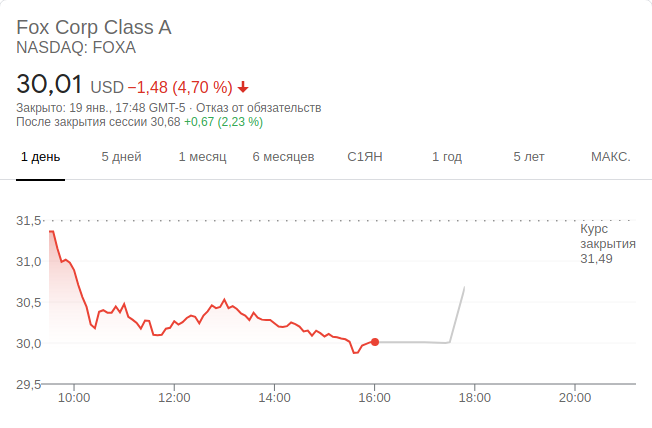 Fox Corp Class A
NASDAQ: FOXA
30,01 USD −1,48 (4,70 %)
Закрыто: 19 янв., 17:48 GMT-5 · Отказ от обязательств
После закрытия сессии 30,68 +0,67 (2,23 %)
1 день 5 дней 1 месяц 6 месяцев С1ЯН 1 год 5 лет МАКС.
31,5
Курс
закрытия
31,49
31,0
30,5
30,0
29,5
10:00 12:00 14:00 16:00 18:00 20:00